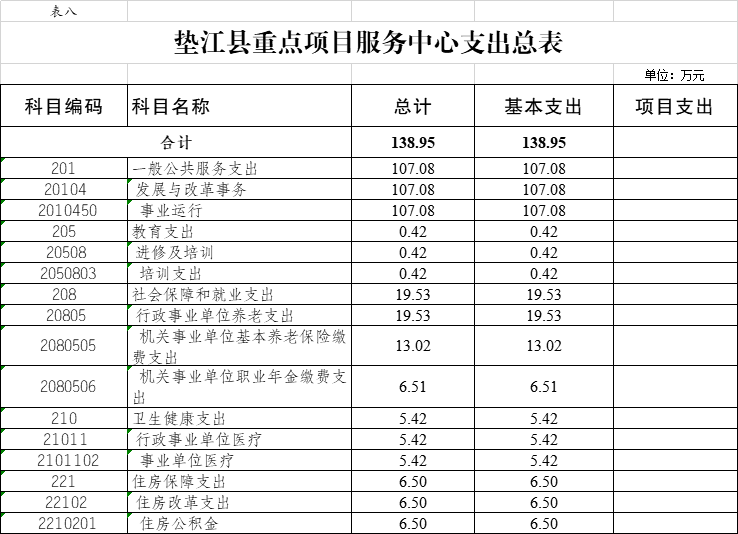 表八
垫江县重点项目服务中心支出总表
单位：万元
科目编码 科目名称 总计 基本支出 项目支出
合计 138.95 138.95
201 一般公共服务支出 107.08 107.08
20104 发展与改革事务 107.08 107.08
2010450 事业运行 107.08 107.08
205 教育支出 0.42 0.42
20508 进修及培训 0.42 0.42
2050803 培训支出 0.42 0.42
208 社会保障和就业支出 19.53 19.53
20805 行政事业单位养老支出 19.53 19.53
2080505 机关事业单位基本养老保险缴 13.02 13.02
费支出
2080506 机关事业单位职业年金缴费支 6.51 6.51
出
210 卫生健康支出 5.42 5.42
21011 行政事业单位医疗 5.42 5.42
2101102 事业单位医疗 5.42 5.42
221 住房保障支出 6.50 6.50
22102 住房改革支出 6.50 6.50
2210201 住房公积金 6.50 6.50